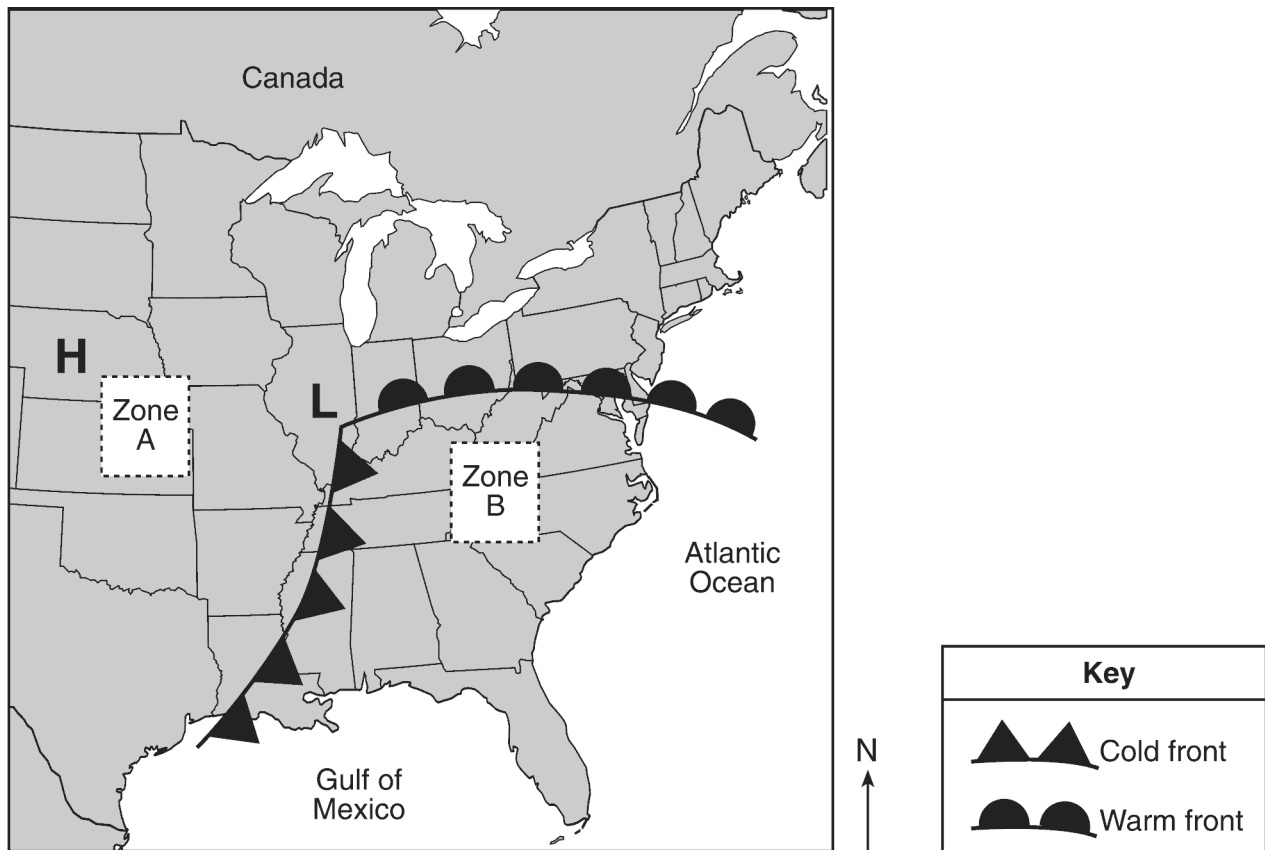 Canada
H
Zone
A
L
Zone
B
Atlantic
Ocean
Gulf of
Mexico
N
Key
Cold front
Warm front